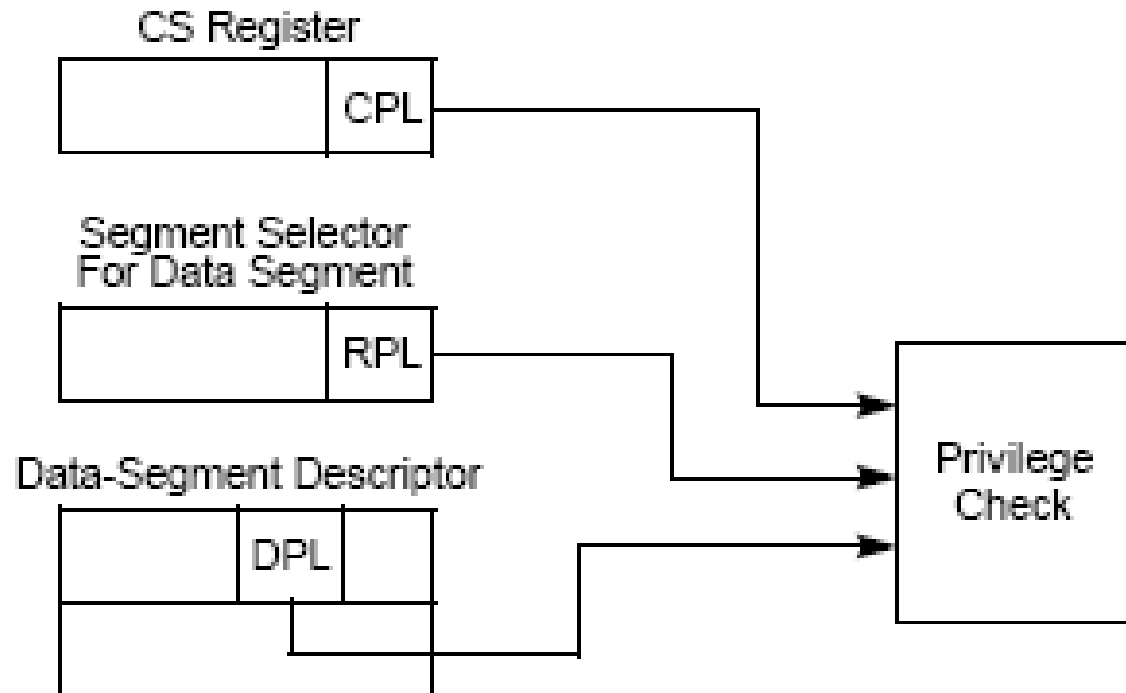 CS Register
CPL
Segment Selector
For Data Segment
RPL
Data-Segment Descriptor
DPL
Privilege
Check